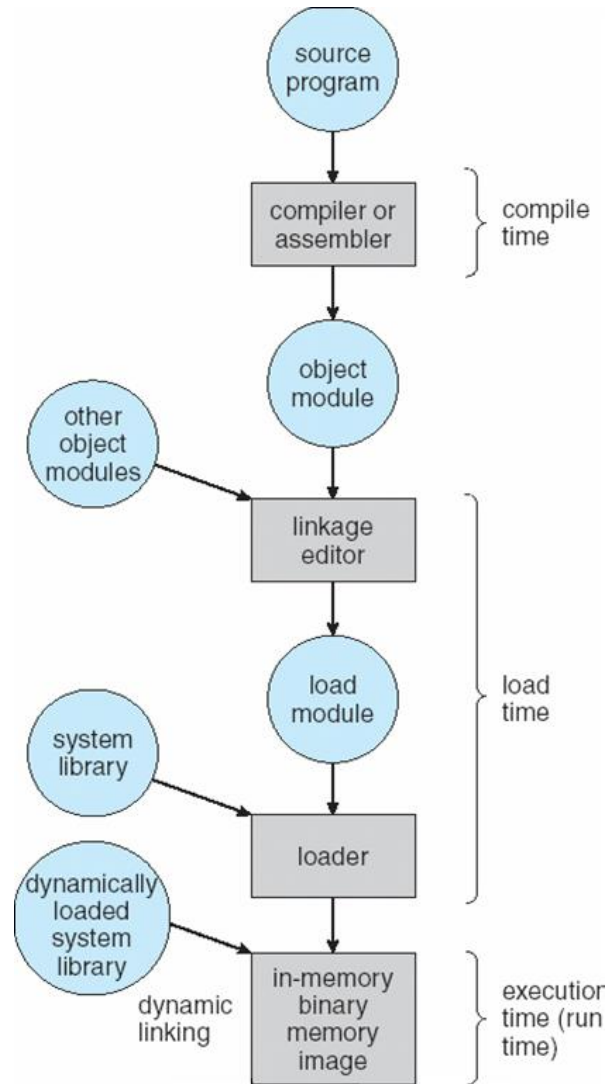 source
program
compiler or
assembler
compile
time
object
module
other
object
modules
linkage
editor
load
module
load
time
system
library
loader
dynamically
loaded
system
library
dynamic
linking
in-memory
binary
memory
image
execution
time (run
time)